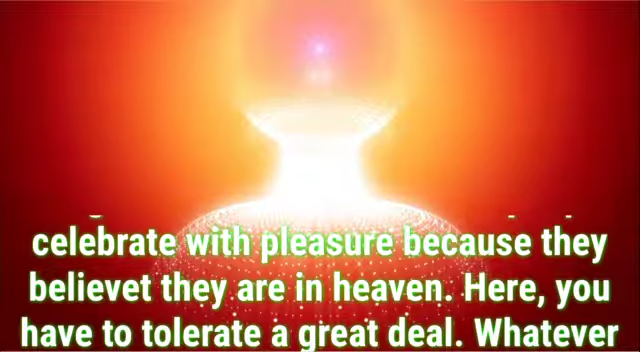 celebrate with pleasure because they
believet they are in heaven. Here, you
have to tolerate a great deal. Whatever